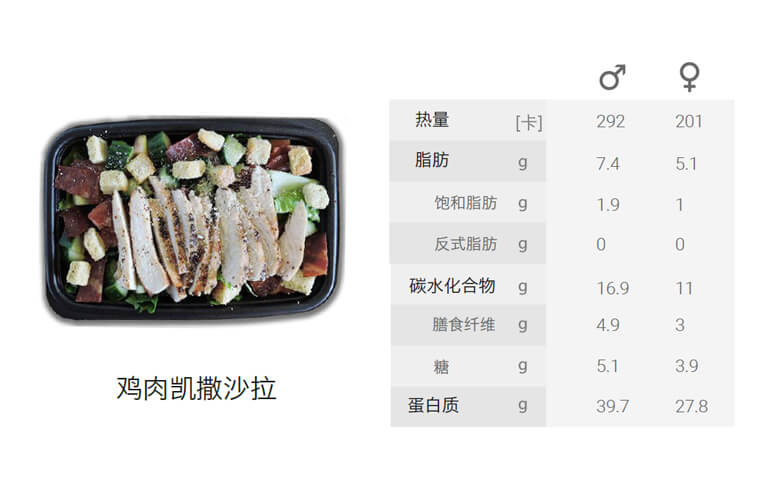 ♂ ♀
热量 [卡] 292 201
脂肪 g 7.4 5.1
饱和脂肪 g 1.9 1
反式脂肪 g 0 0
碳水化合物 g 16.9 11
膳食纤维 g 4.9 3
糖 g 5.1 3.9
蛋白质 g 39.7 27.8
鸡肉凯撒沙拉